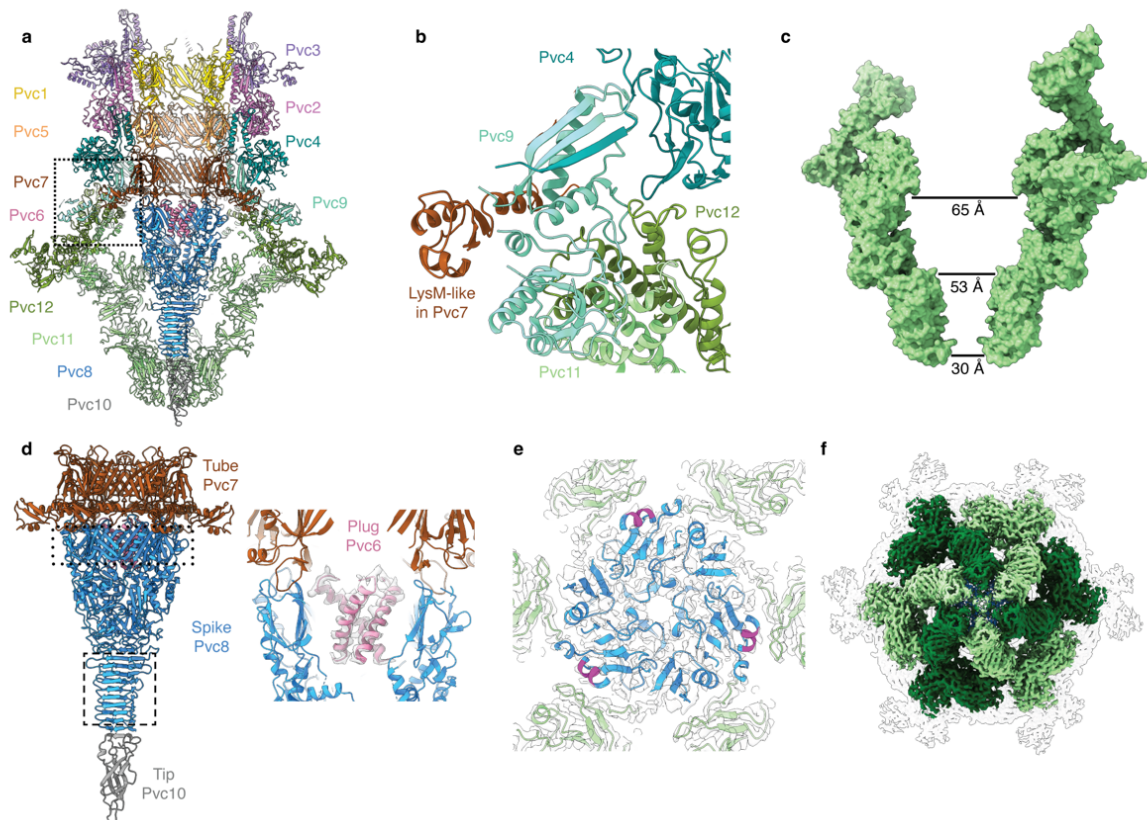 a
Pvc3
Pvc1
Pvc2
Pvc5
Pvc4
Pvc7
Pvc6
Pvc9
Pvc12
Pvc11
Pvc8
Pvc10
b
Pvc4
Pvc9
Pvc12
LysM-like
in Pvc7
Pvc11
c
65 Å
53 Å
30 Å
d
Tube
Pvc7
Plug
Pvc6
Spike
Pvc8
Tip
Pvc10
e
f